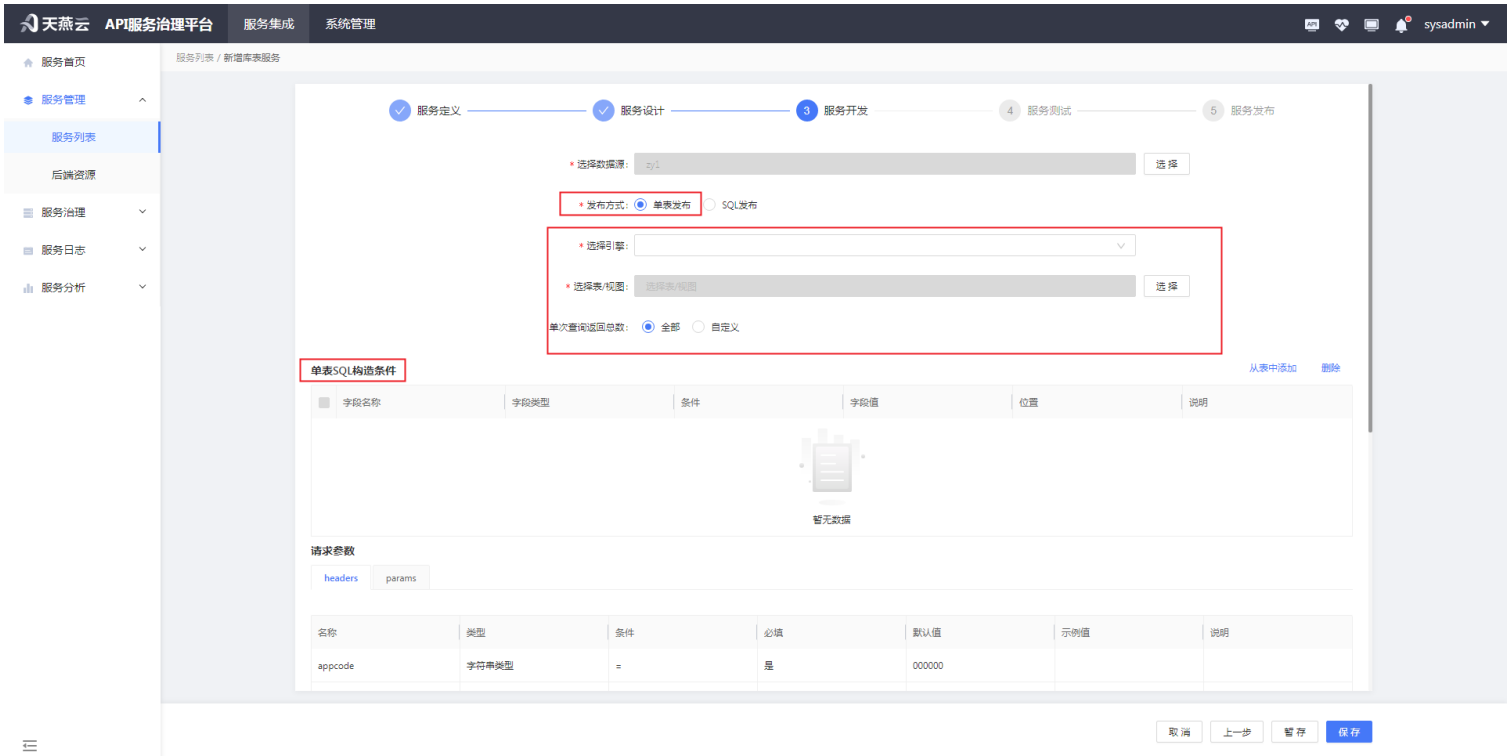 天燕云 API服务治理平台 服务集成 系统管理 API sysadmin
服务首页
服务管理
服务列表
后端资源
服务治理
服务日志
服务分析
服务列表 / 新增库表服务
服务定义 服务设计 3 服务开发 4 服务测试 5 服务发布
* 选择数据源: zy1 选 择
* 发布方式: 单表发布 SQL发布
* 选择引擎:
* 选择表/视图: 选择表/视图 选 择
单次查询返回总数: 全部 自定义
单表SQL构造条件 从表中添加 删除
字段名称 字段类型 条件 字段值 位置 说明
暂无数据
请求参数
headers params
名称 类型 条件 必填 默认值 示例值 说明
appcode 字符串类型 = 是 000000
取 消 上一步 暂 存 保 存